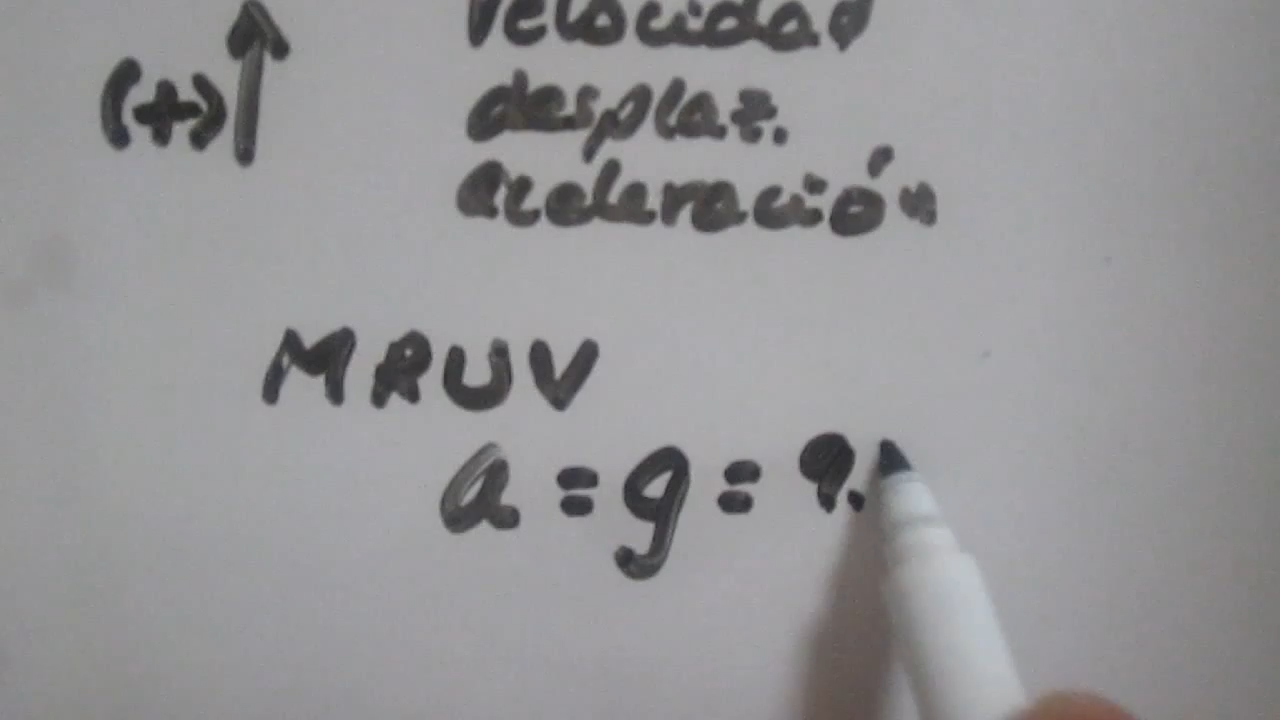 velocidad
(+) desplaz.
aceleración
MRUV
a = g = 9.